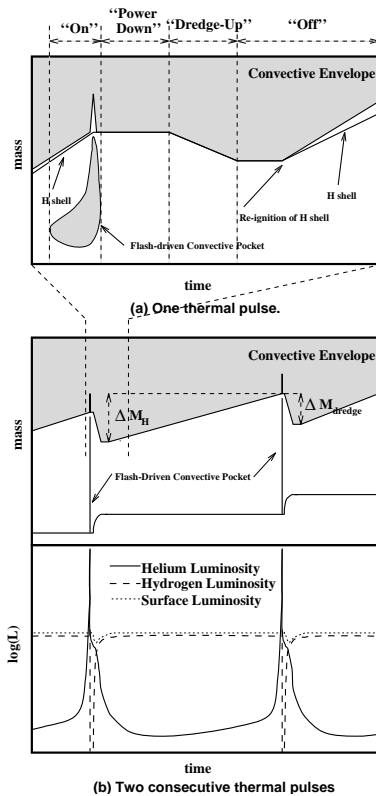 “Power
“On” Down” “Dredge-Up” “Off”
Convective Envelope
mass
H shell
H shell
Re-ignition of H shell
Flash-driven Convective Pocket
time
(a) One thermal pulse.
Convective Envelope
Δ M_H
Δ M_dredge
mass
Flash-Driven Convective Pocket
Helium Luminosity
Hydrogen Luminosity
Surface Luminosity
log(L)
time
(b) Two consecutive thermal pulses